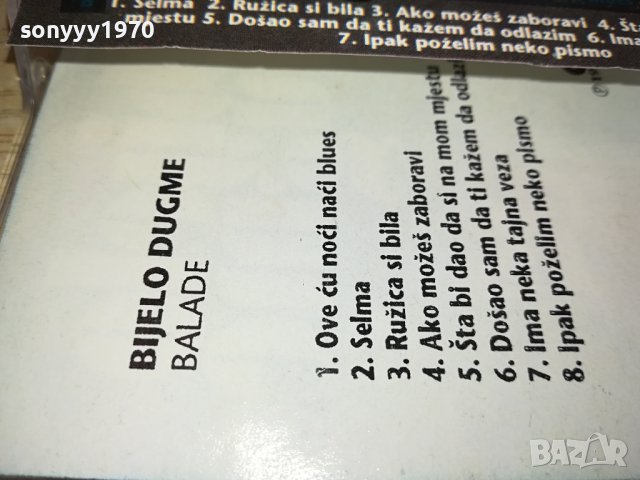 sonyyy1970
1. Selma 2. Ružica si bila 3. Ako možeš zaboravi 4. Šta
mjestu 5. Došao sam da ti kažem da odlazim 6. Ima
7. Ipak poželim neko pismo
BIJELO DUGME
BALADE
1. Ove ću noći naći blues
2. Selma
3. Ružica si bila
4. Ako možeš zaboravi
5. Šta bi dao da si na mom mjestu
6. Došao sam da ti kažem da odlaz
7. Ima neka tajna veza
8. Ipak poželim neko pismo
BAZAR